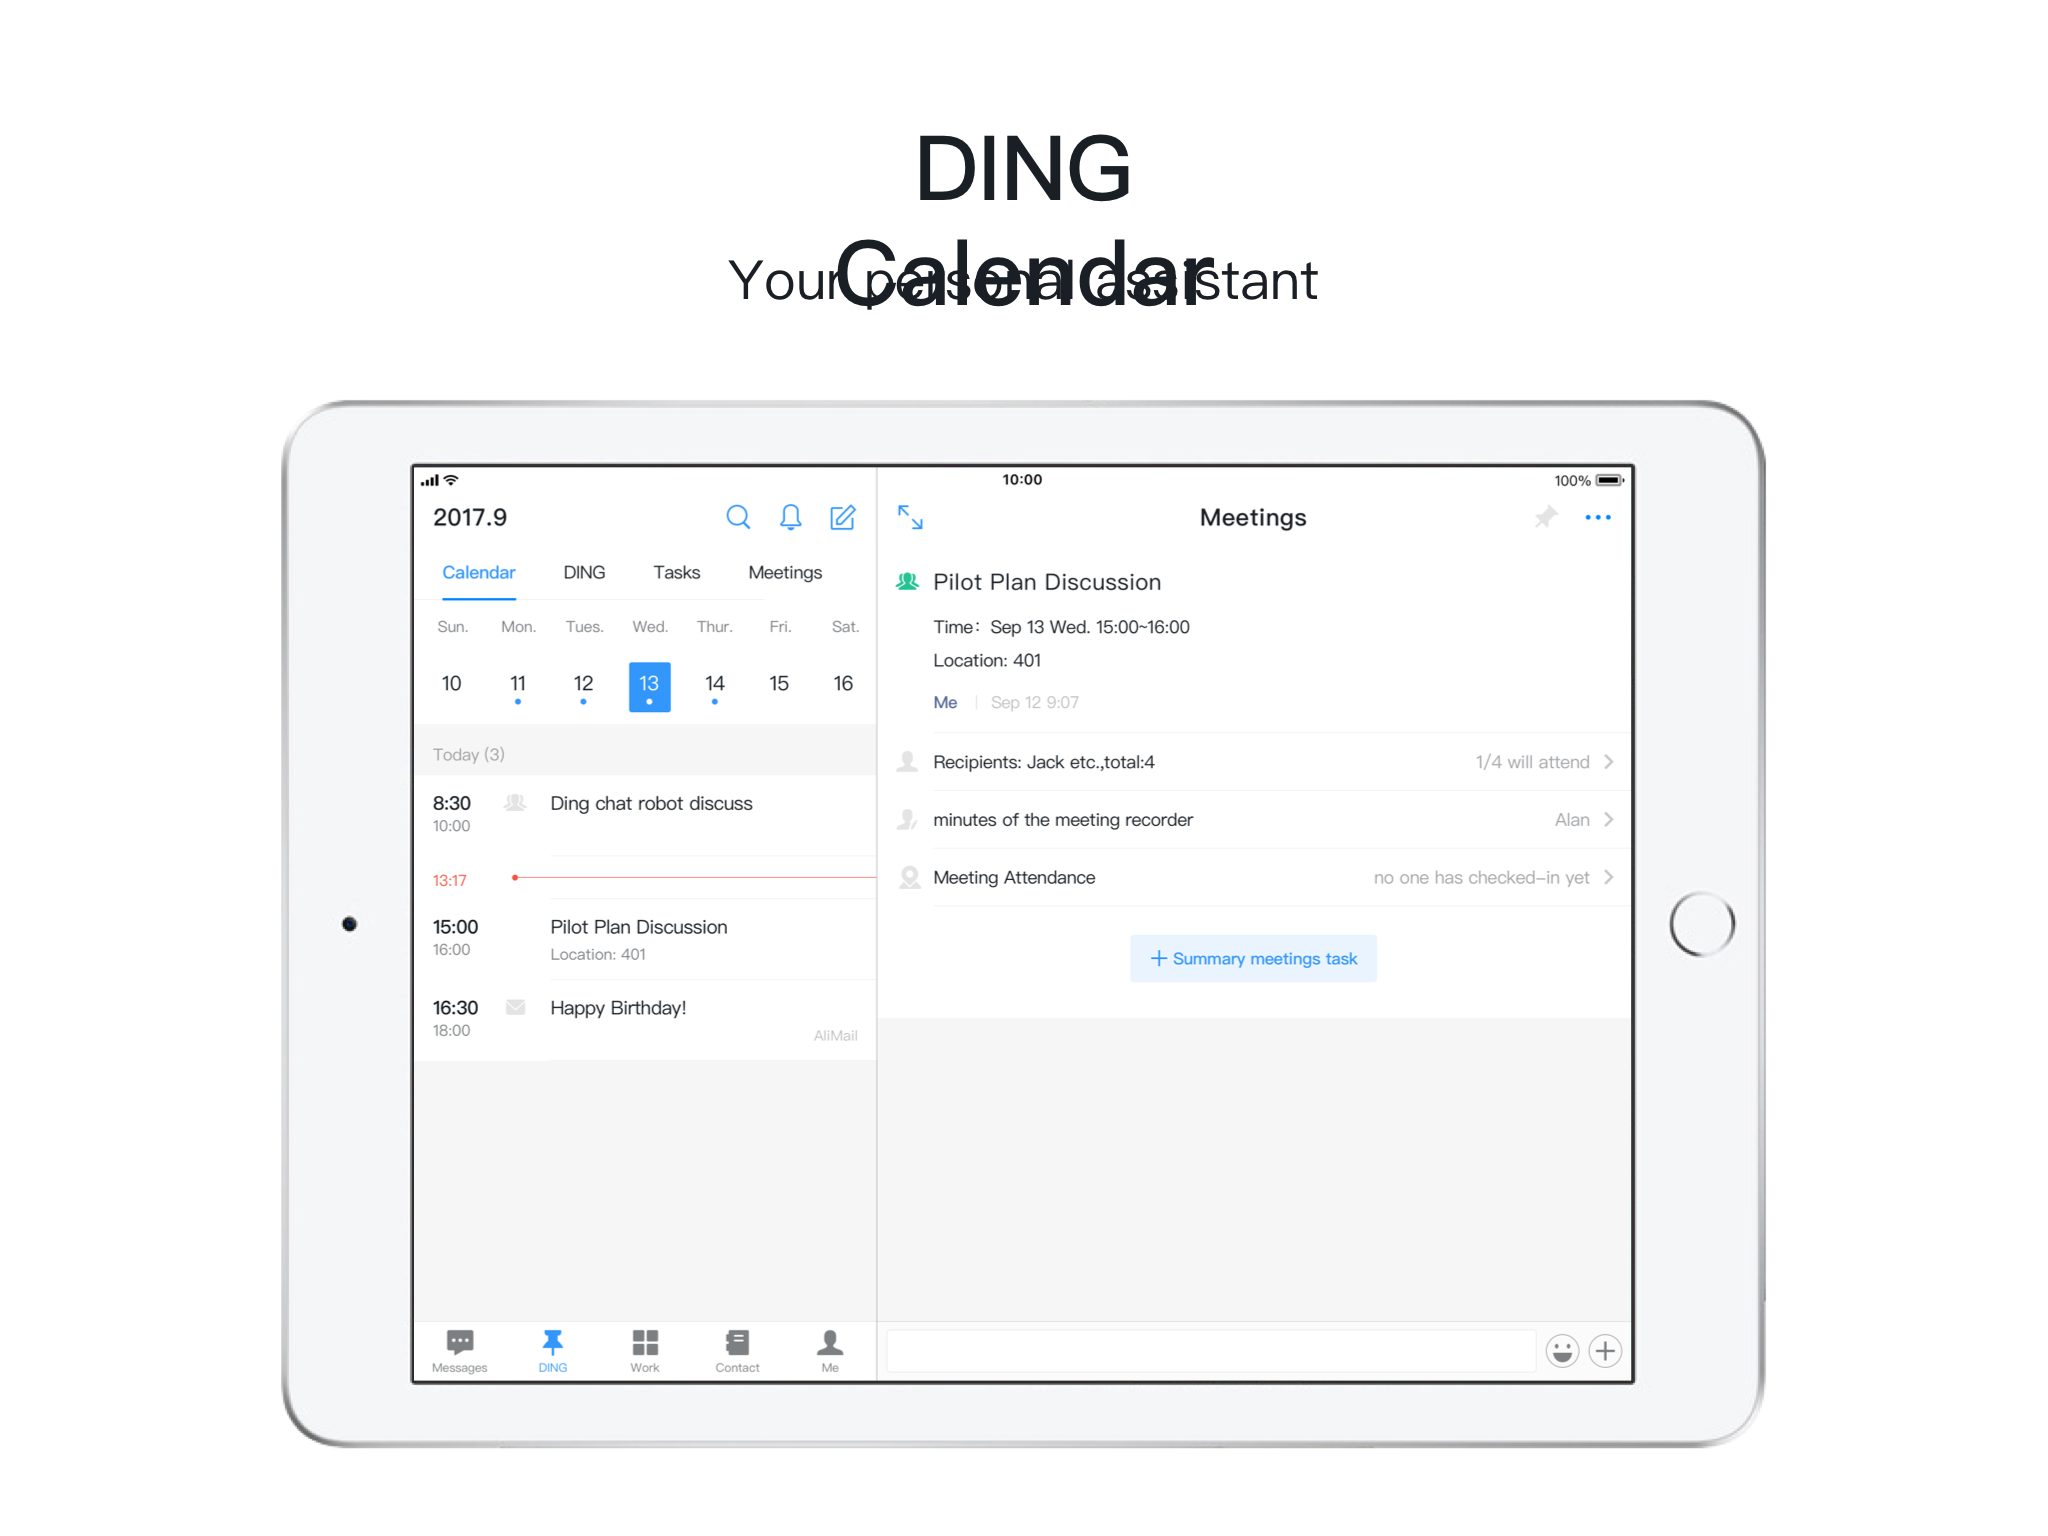 DING
Calendar
Your personal assistant
10:00
100%
2017.9
Calendar DING Tasks Meetings
Sun. Mon. Tues. Wed. Thur. Fri. Sat.
10 11 12 13 14 15 16
Today (3)
8:30 Ding chat robot discuss
10:00
13:17
15:00 Pilot Plan Discussion
16:00 Location: 401
16:30 Happy Birthday!
18:00 AliMail
Messages DING Work Contact Me
Meetings
Pilot Plan Discussion
Time： Sep 13 Wed. 15:00~16:00
Location: 401
Me | Sep 12 9:07
Recipients: Jack etc.,total:4 1/4 will attend
minutes of the meeting recorder Alan
Meeting Attendance no one has checked-in yet
+ Summary meetings task